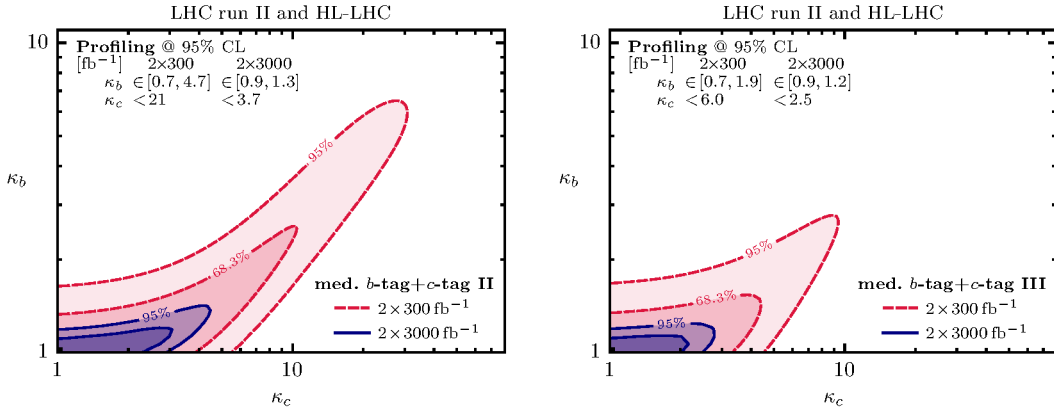 LHC run II and HL-LHC
10
Profiling @ 95% CL
[fb⁻¹] 2×300 2×3000
κ_b ∈[0.7, 4.7] ∈[0.9, 1.3]
κ_c <21 <3.7
95%
κ_b
68.3%
med. b-tag+c-tag II
2×300 fb⁻¹
95%
2×3000 fb⁻¹
1
1 10
κ_c
LHC run II and HL-LHC
10
Profiling @ 95% CL
[fb⁻¹] 2×300 2×3000
κ_b ∈[0.7, 1.9] ∈[0.9, 1.2]
κ_c <6.0 <2.5
κ_b
95%
med. b-tag+c-tag III
68.3%
2×300 fb⁻¹
95%
2×3000 fb⁻¹
1
1 10
κ_c